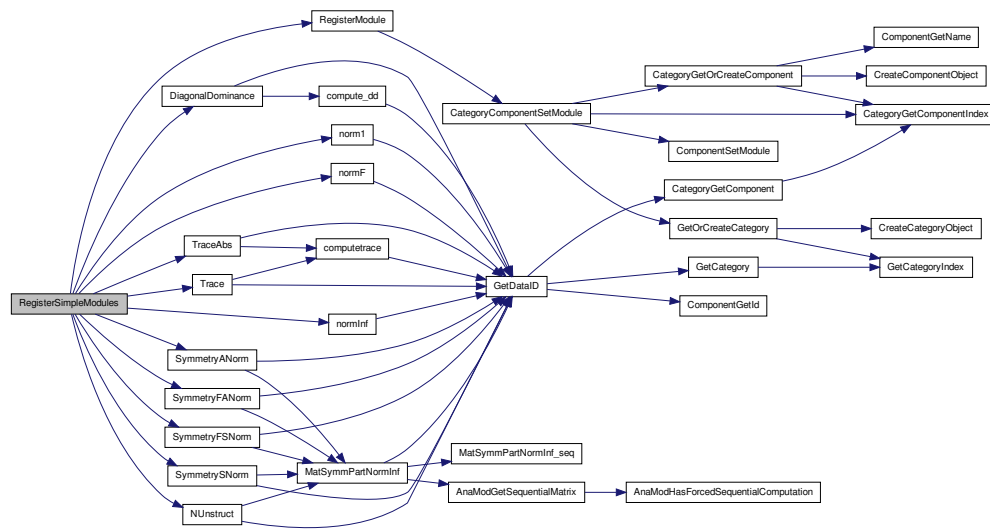 RegisterModule
ComponentGetName
CategoryGetOrCreateComponent
CreateComponentObject
DiagonalDominance
compute_dd
CategoryComponentSetModule
CategoryGetComponentIndex
norm1
ComponentSetModule
normF
CategoryGetComponent
GetOrCreateCategory
CreateCategoryObject
TraceAbs
computetrace
GetCategory
GetCategoryIndex
Trace
GetDataID
RegisterSimpleModules
ComponentGetId
normInf
SymmetryANorm
SymmetryFANorm
SymmetryFSNorm
MatSymmPartNormInf_seq
SymmetrySNorm
MatSymmPartNormInf
AnaModGetSequentialMatrix
AnaModHasForcedSequentialComputation
NUnstruct